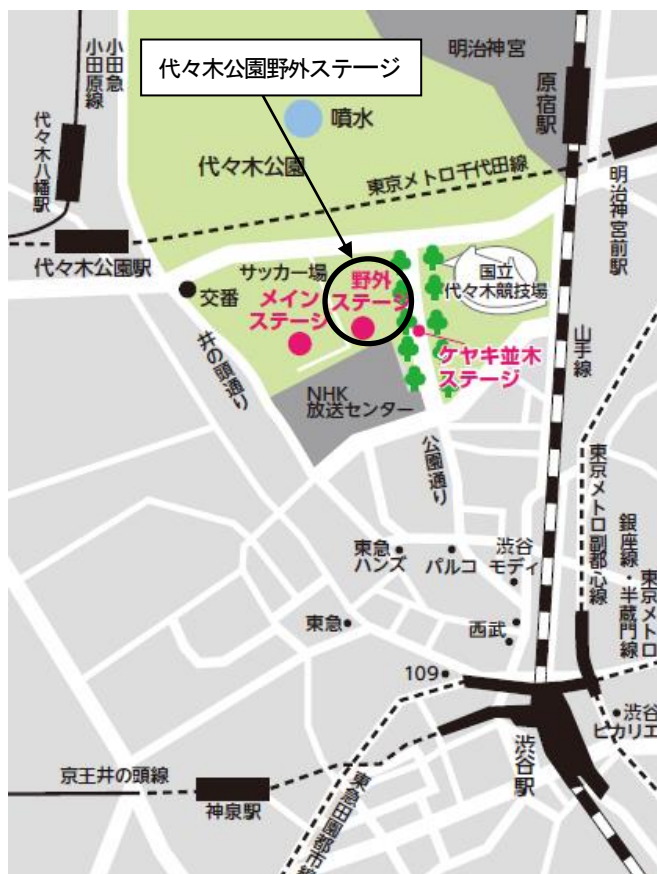 小田急
小田原線
代々木公園野外ステージ
明治神宮
原宿駅
噴水
代々木八幡駅
代々木公園
東京メトロ千代田線
明治神宮前駅
代々木公園駅
サッカー場
野外
ステージ
国立
代々木競技場
交番
メイン
ステージ
山手線
井の頭通り
ケヤキ並木
ステージ
NHK
放送センター
公園通り
東京メトロ副都心線
東京メトロ
銀座線・半蔵門線
東急
ハンズ
パルコ
渋谷
モディ
東急
西武
109
渋谷
ヒカリエ
渋谷駅
京王井の頭線
神泉駅
東急田園都市線